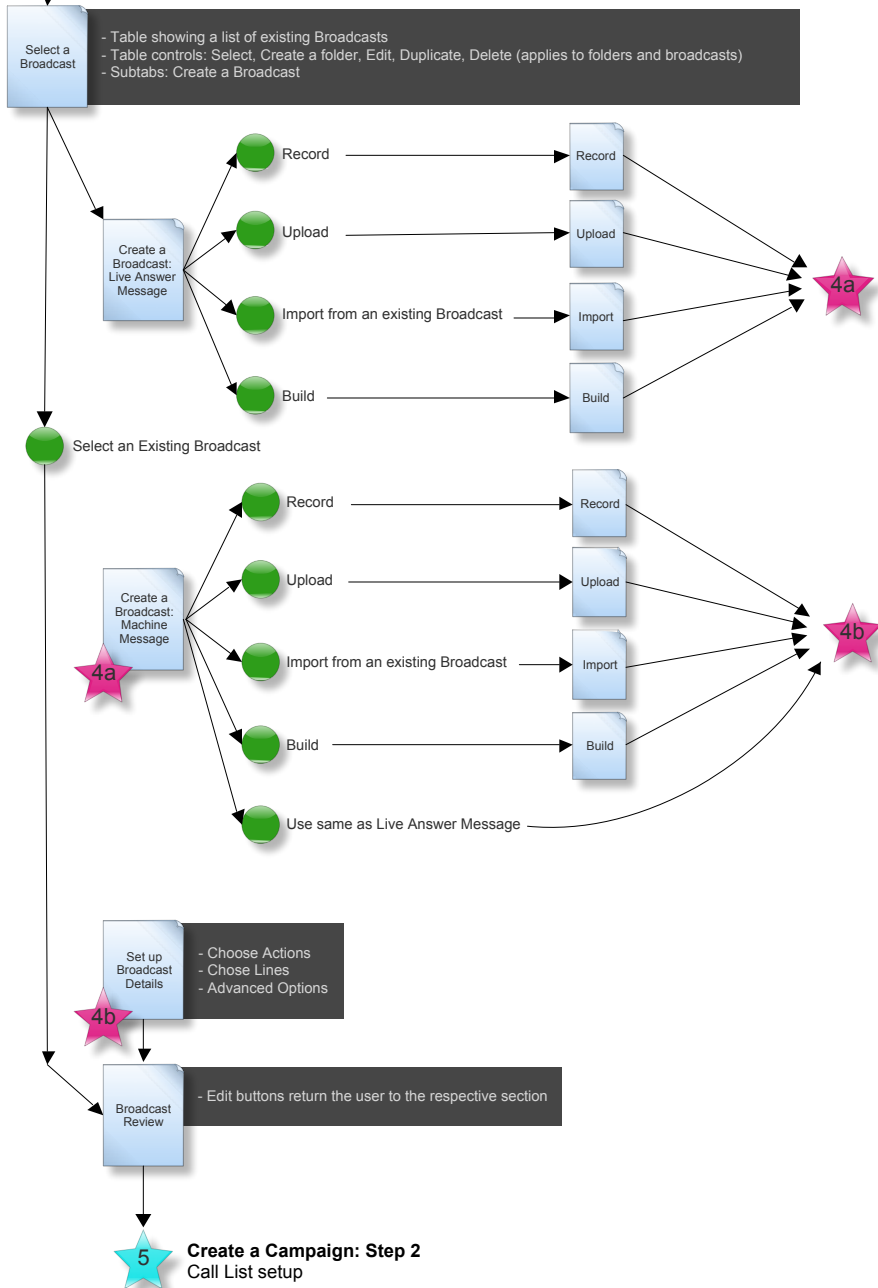 Select a
Broadcast
- Table showing a list of existing Broadcasts
- Table controls: Select, Create a folder, Edit, Duplicate, Delete (applies to folders and broadcasts)
- Subtabs: Create a Broadcast
Record
Record
Upload
Upload
Create a
Broadcast:
Live Answer
Message
4a
Import from an existing Broadcast
Import
Build
Build
Select an Existing Broadcast
Record
Record
Upload
Upload
Create a
Broadcast:
Machine
Message
4a
4b
Import from an existing Broadcast
Import
Build
Build
Use same as Live Answer Message
Set up
Broadcast
Details
4b
- Choose Actions
- Chose Lines
- Advanced Options
Broadcast
Review
- Edit buttons return the user to the respective section
5
Create a Campaign: Step 2
Call List setup